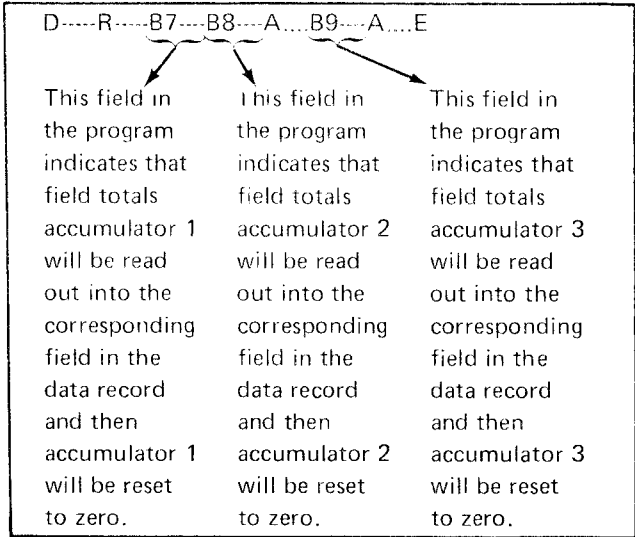 D-----R-----B7----B8---A....B9----A....E
This field in
the program
indicates that
field totals
accumulator 1
will be read
out into the
corresponding
field in the
data record
and then
accumulator 1
will be reset
to zero.
This field in
the program
indicates that
field totals
accumulator 2
will be read
out into the
corresponding
field in the
data record
and then
accumulator 2
will be reset
to zero.
This field in
the program
indicates that
field totals
accumulator 3
will be read
out into the
corresponding
field in the
data record
and then
accumulator 3
will be reset
to zero.